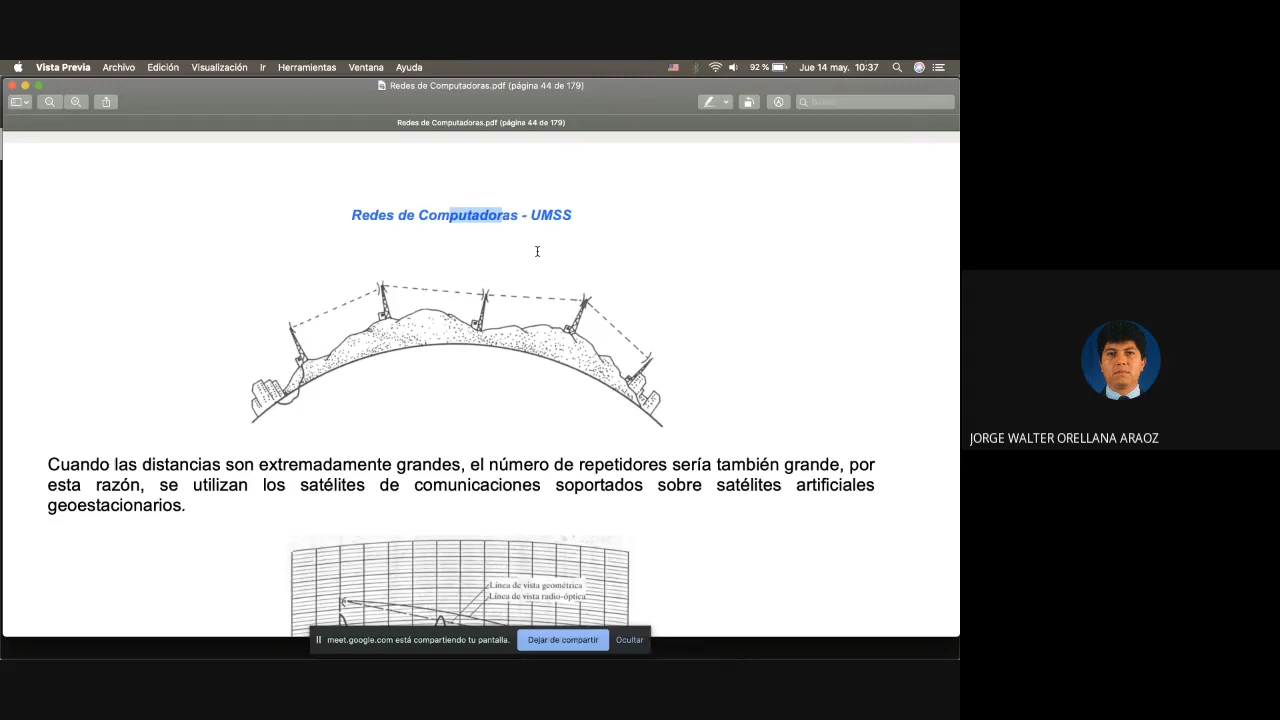 Vista Previa Archivo Edición Visualización Ir Herramientas Ventana Ayuda 92 % Jue 14 may. 10:37
Redes de Computadoras.pdf (página 44 de 179)
Buscar
Redes de Computadoras.pdf (página 44 de 179)
Redes de Computadoras - UMSS
Cuando las distancias son extremadamente grandes, el número de repetidores sería también grande, por
esta razón, se utilizan los satélites de comunicaciones soportados sobre satélites artificiales
geoestacionarios.
Línea de vista geométrica
Línea de vista radio-óptica
meet.google.com está compartiendo tu pantalla. Dejar de compartir Ocultar
JORGE WALTER ORELLANA ARAOZ